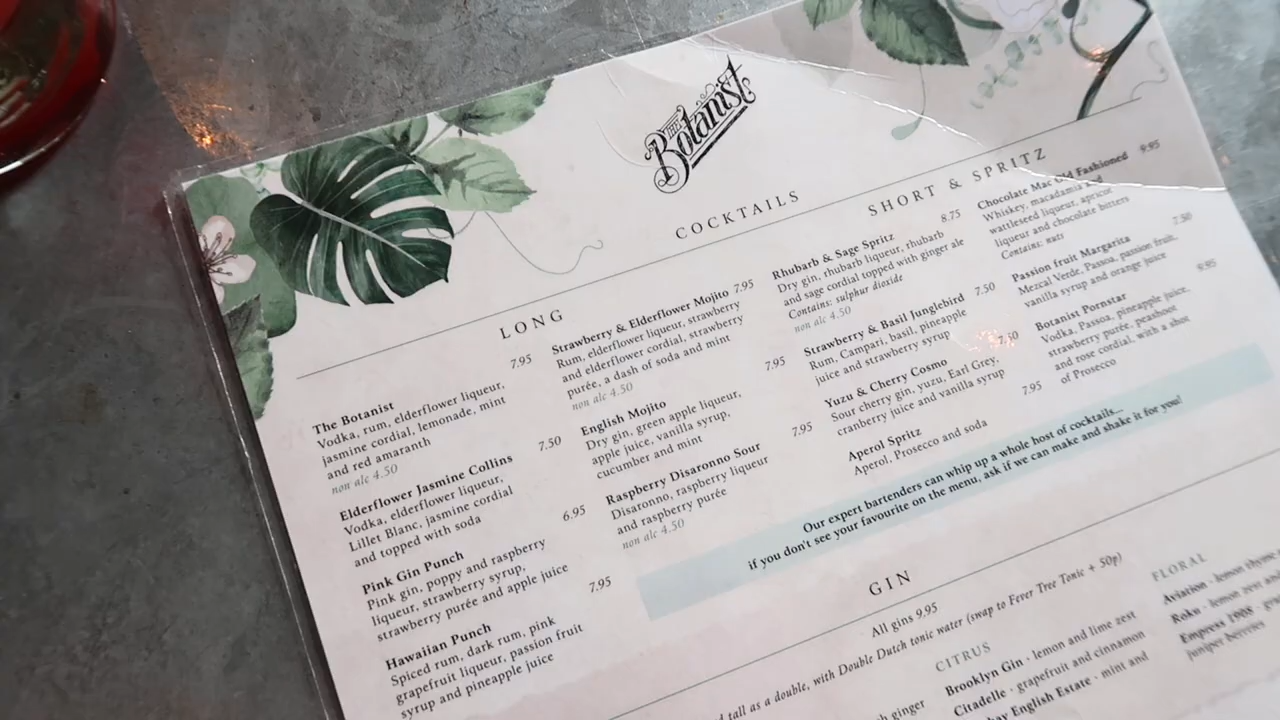 The Botanist
COCKTAILS
LONG
The Botanist 7.95
Vodka, rum, elderflower liqueur,
jasmine cordial, lemonade, mint
and red amaranth
non alc 4.50
Elderflower Jasmine Collins 7.50
Vodka, elderflower liqueur,
Lillet Blanc, jasmine cordial
and topped with soda
Pink Gin Punch 6.95
Pink gin, poppy and raspberry
liqueur, strawberry syrup,
strawberry purée and apple juice
Hawaiian Punch 7.95
Spiced rum, dark rum, pink
grapefruit liqueur, passion fruit
syrup and pineapple juice
Strawberry & Elderflower Mojito 7.95
Rum, elderflower liqueur, strawberry
and elderflower cordial, strawberry
purée, a dash of soda and mint
non alc 4.50
English Mojito 7.95
Dry gin, green apple liqueur,
apple juice, vanilla syrup,
cucumber and mint
Raspberry Disaronno Sour 7.95
Disaronno, raspberry liqueur
and raspberry purée
non alc 4.50
SHORT & SPRITZ
Rhubarb & Sage Spritz 8.75
Dry gin, rhubarb liqueur, rhubarb
and sage cordial topped with ginger ale
Contains: sulphur dioxide
non alc 4.50
Strawberry & Basil Junglebird 7.50
Rum, Campari, basil, pineapple
juice and strawberry syrup
Yuzu & Cherry Cosmo 7.50
Sour cherry gin, yuzu, Earl Grey,
cranberry juice and vanilla syrup
Aperol Spritz 7.95
Aperol, Prosecco and soda
Chocolate Mac Old Fashioned 9.95
Whiskey, macadamia and
wattleseed liqueur, apricot
liqueur and chocolate bitters
Contains: nuts
Passion fruit Margarita 7.50
Mezcal Verde, Passoa, passion fruit,
vanilla syrup and orange juice
Botanist Pornstar 9.95
Vodka, Passoa, pineapple juice,
strawberry purée, peashoot
and rose cordial, with a shot
of Prosecco
Our expert bartenders can whip up a whole host of cocktails...
if you don't see your favourite on the menu, ask if we can make and shake it for you!
GIN
All gins 9.95
tall as a double, with Double Dutch tonic water (swap to Fever Tree Tonic + 50p)
ginger
CITRUS
Brooklyn Gin · lemon and lime zest
Citadelle · grapefruit and cinnamon
English Estate · mint and
FLORAL
Aviation · lemon thyme
Roku · lemon zest and
Empress 1908 ·
juniper berries